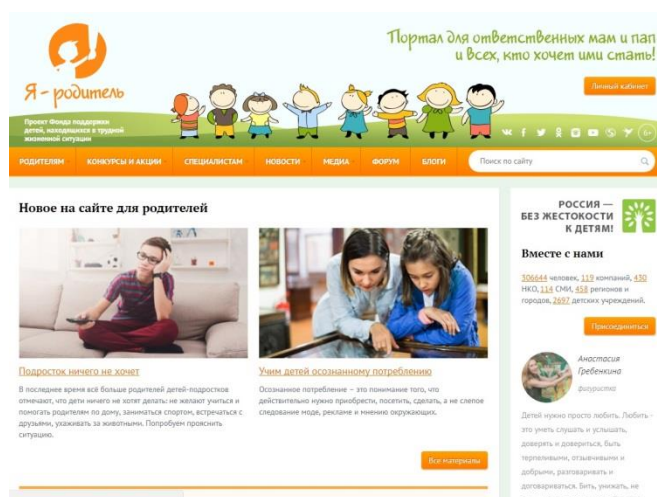 Портал для ответственных мам и пап
и всех, кто хочет ими стать!
Я - родитель
Личный кабинет
Проект Фонда поддержки
детей, находящихся в трудной
жизненной ситуации
6+
РОДИТЕЛЯМ КОНКУРСЫ И АКЦИИ СПЕЦИАЛИСТАМ НОВОСТИ МЕДИА ФОРУМ БЛОГИ Поиск по сайту
Новое на сайте для родителей
Подросток ничего не хочет
В последнее время всё больше родителей детей-подростков
отмечают, что дети ничего не хотят делать: не желают учиться и
помогать родителям по дому, заниматься спортом, встречаться с
друзьями, ухаживать за животными. Попробуем прояснить
ситуацию.
Учим детей осознанному потреблению
Осознанное потребление – это понимание того, что
действительно нужно приобрести, посетить, сделать, а не слепое
следование моде, рекламе и мнению окружающих.
Все материалы
РОССИЯ —
БЕЗ ЖЕСТОКОСТИ
К ДЕТЯМ!
Вместе с нами
306644 человек, 119 компаний, 430
НКО, 114 СМИ, 458 регионов и
городов, 2697 детских учреждений.
Присоединиться
Анастасия
Гребенкина
фигуристка
Детей нужно просто любить. Любить -
это уметь слушать и услышать,
доверять и довериться, быть
терпеливыми, отзывчивыми и
добрыми, разговаривать и
договариваться. Бить, унижать, не